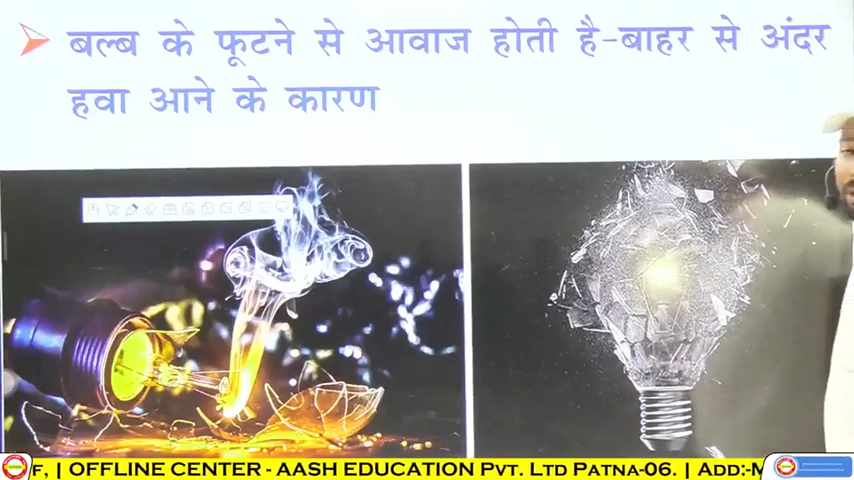 बल्ब के फूटने से आवाज होती है-बाहर से अंदर
हवा आने के कारण
F, | OFFLINE CENTER - AASH EDUCATION PVT. LTD PATNA-06. | ADD:-M